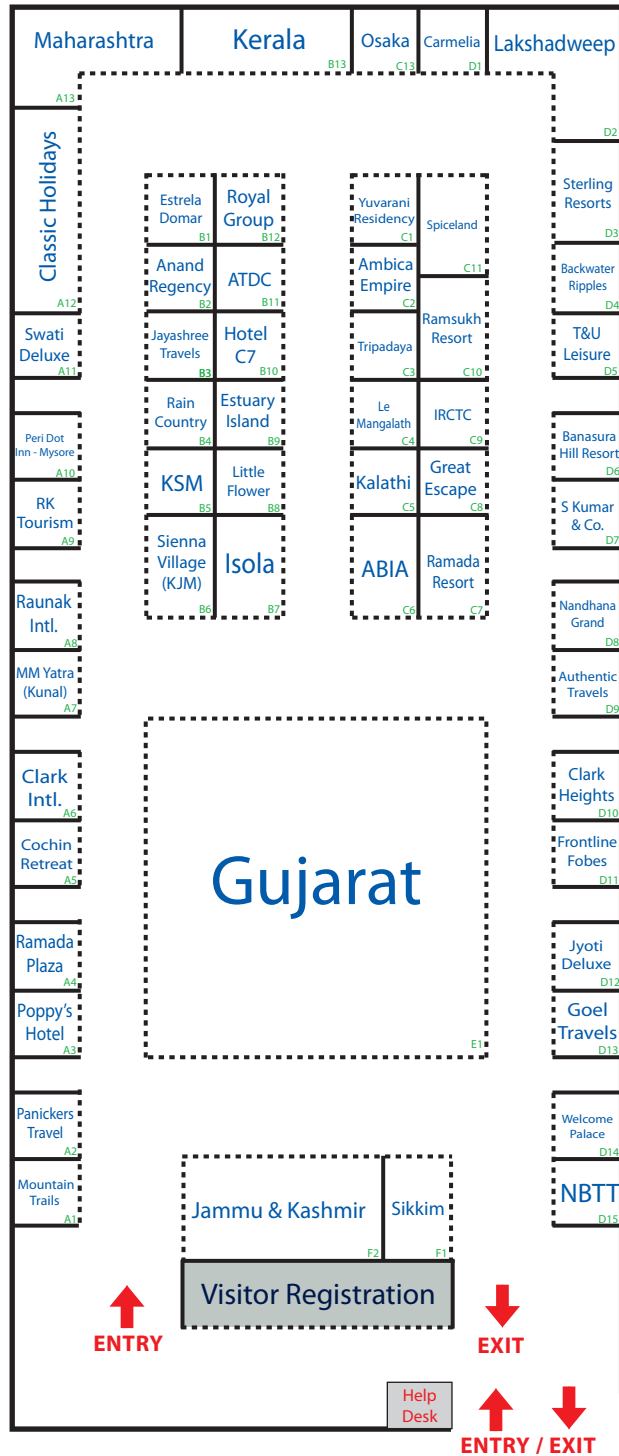 Maharashtra
A13
Kerala
B13
Osaka
C13
Carmelia
D1
Lakshadweep
D2
Classic Holidays
A12
Swati
Deluxe
A11
Peri Dot
Inn - Mysore
A10
RK
Tourism
A9
Raunak
Intl.
A8
MM Yatra
(Kunal)
A7
Clark
Intl.
A6
Cochin
Retreat
A5
Ramada
Plaza
A4
Poppy's
Hotel
A3
Panickers
Travel
A2
Mountain
Trails
A1
Estrela
Domar
B1
Royal
Group
B12
Anand
Regency
B2
ATDC
B11
Jayashree
Travels
B3
Hotel
C7
B10
Rain
Country
B4
Estuary
Island
B9
KSM
B5
Little
Flower
B8
Sienna
Village
(KJM)
B6
Isola
B7
Yuvarani
Residency
C1
Spiceland
C11
Ambica
Empire
C2
Ramsukh
Resort
C10
Tripadaya
C3
Le
Mangalath
C4
IRCTC
C9
Kalathi
C5
Great
Escape
C8
ABIA
C6
Ramada
Resort
C7
Sterling
Resorts
D3
Backwater
Ripples
D4
T&U
Leisure
D5
Banasura
Hill Resort
D6
S Kumar
& Co.
D7
Nandhana
Grand
D8
Authentic
Travels
D9
Clark
Heights
D10
Frontline
Fobes
D11
Jyoti
Deluxe
D12
Goel
Travels
D13
Welcome
Palace
D14
NBTT
D15
Gujarat
E1
Jammu & Kashmir
F2
Sikkim
F1
Visitor Registration
ENTRY
EXIT
Help
Desk
ENTRY / EXIT